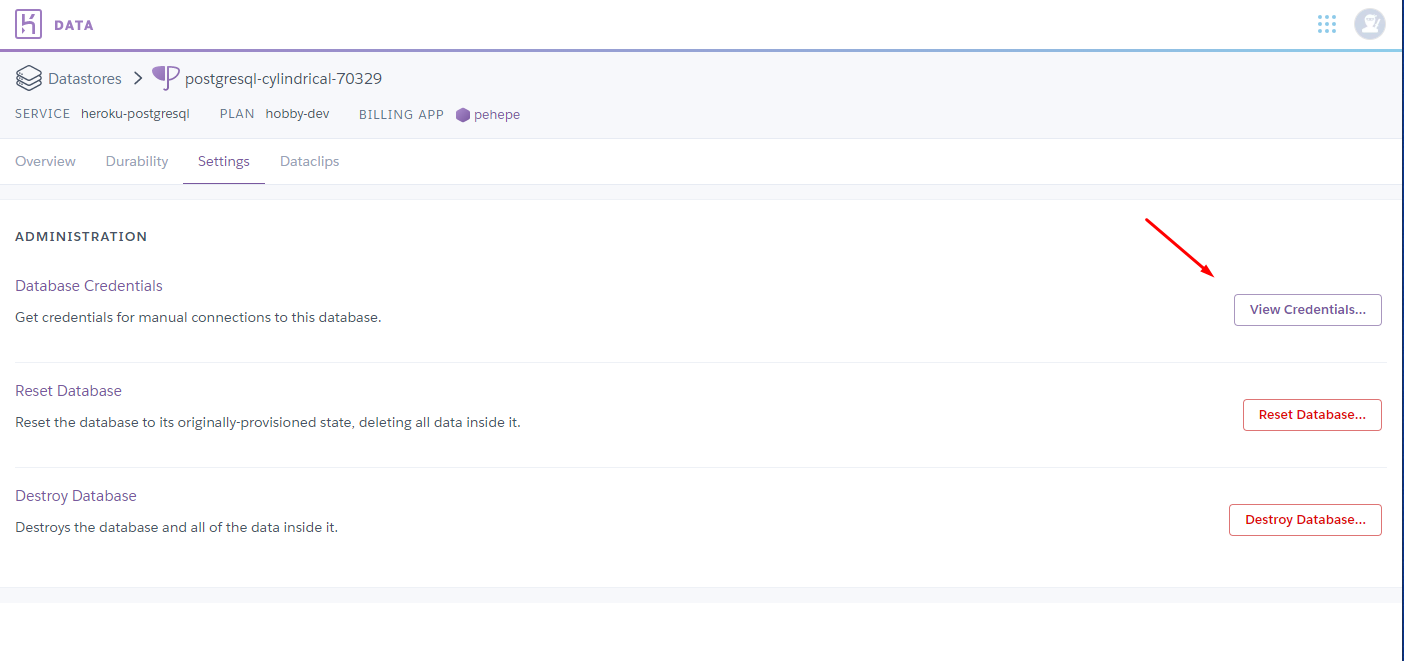 DATA
Datastores > postgresql-cylindrical-70329
SERVICE heroku-postgresql PLAN hobby-dev BILLING APP pehepe
Overview Durability Settings Dataclips
ADMINISTRATION
Database Credentials
Get credentials for manual connections to this database.
View Credentials...
Reset Database
Reset the database to its originally-provisioned state, deleting all data inside it.
Reset Database...
Destroy Database
Destroys the database and all of the data inside it.
Destroy Database...